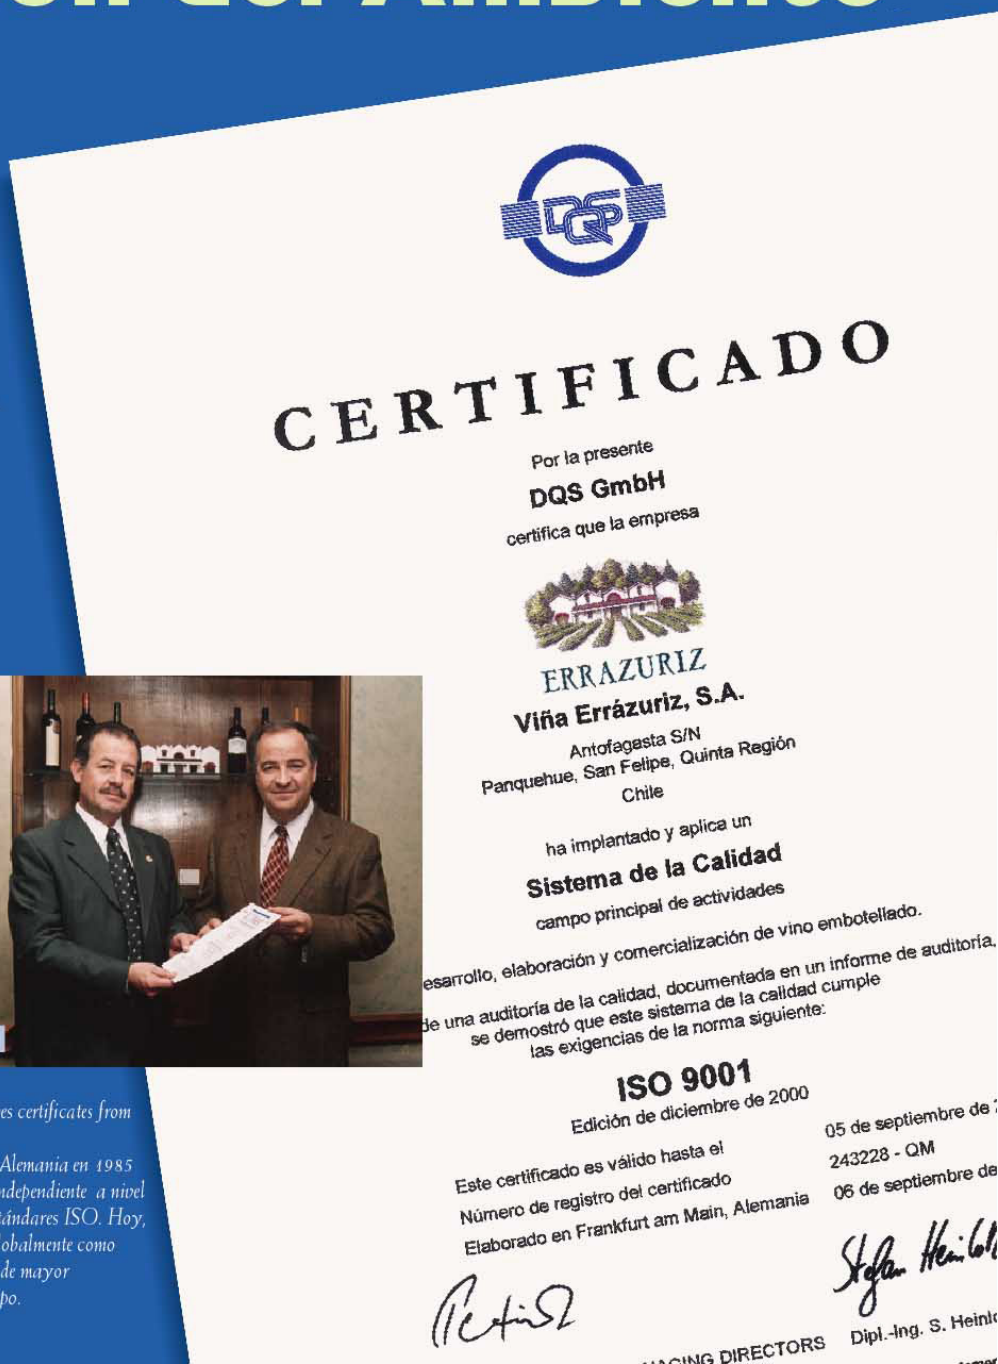 Ambiente
DQS
CERTIFICADO
Por la presente
DQS GmbH
certifica que la empresa
ERRAZURIZ
Viña Errázuriz, S.A.
Antofagasta S/N
Panquehue, San Felipe, Quinta Región
Chile
ha implantado y aplica un
Sistema de la Calidad
campo principal de actividades
esarrollo, elaboración y comercialización de vino embotellado.
de una auditoría de la calidad, documentada en un informe de auditoría,
se demostró que este sistema de la calidad cumple
las exigencias de la norma siguiente:
ISO 9001
Edición de diciembre de 2000
Este certificado es válido hasta el 05 de septiembre de
Número de registro del certificado 243228 - QM
Elaborado en Frankfurt am Main, Alemania 06 de septiembre de
DIRECTORS Dipl.-Ing. S. Heinlo
es certificates from
Alemania en 1985
ndependiente a nivel
tándares ISO. Hoy,
lobalmente como
de mayor
po.